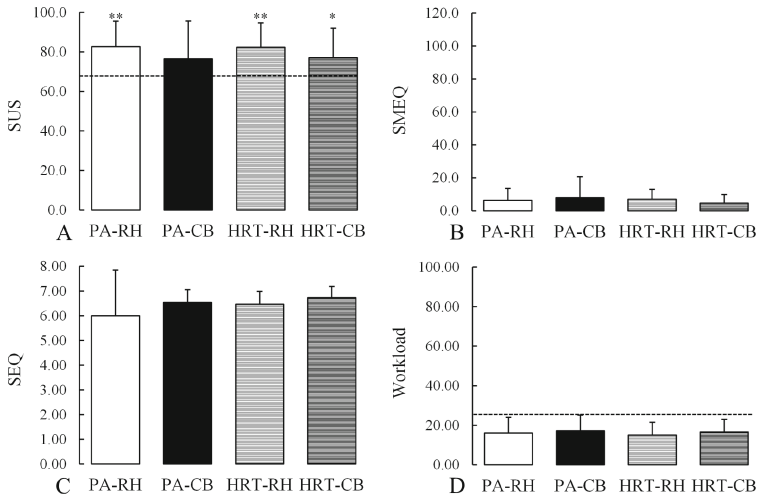 ** ** *
100.0
80.0
60.0
40.0
20.0
0.0
SUS
A
PA-RH PA-CB HRT-RH HRT-CB
120.0
100.0
80.0
60.0
40.0
20.0
0.0
SMEQ
B
PA-RH PA-CB HRT-RH HRT-CB
8.00
7.00
6.00
5.00
4.00
3.00
2.00
1.00
0.00
SEQ
C
PA-RH PA-CB HRT-RH HRT-CB
100.00
80.00
60.00
40.00
20.00
0.00
Workload
D
PA-RH PA-CB HRT-RH HRT-CB